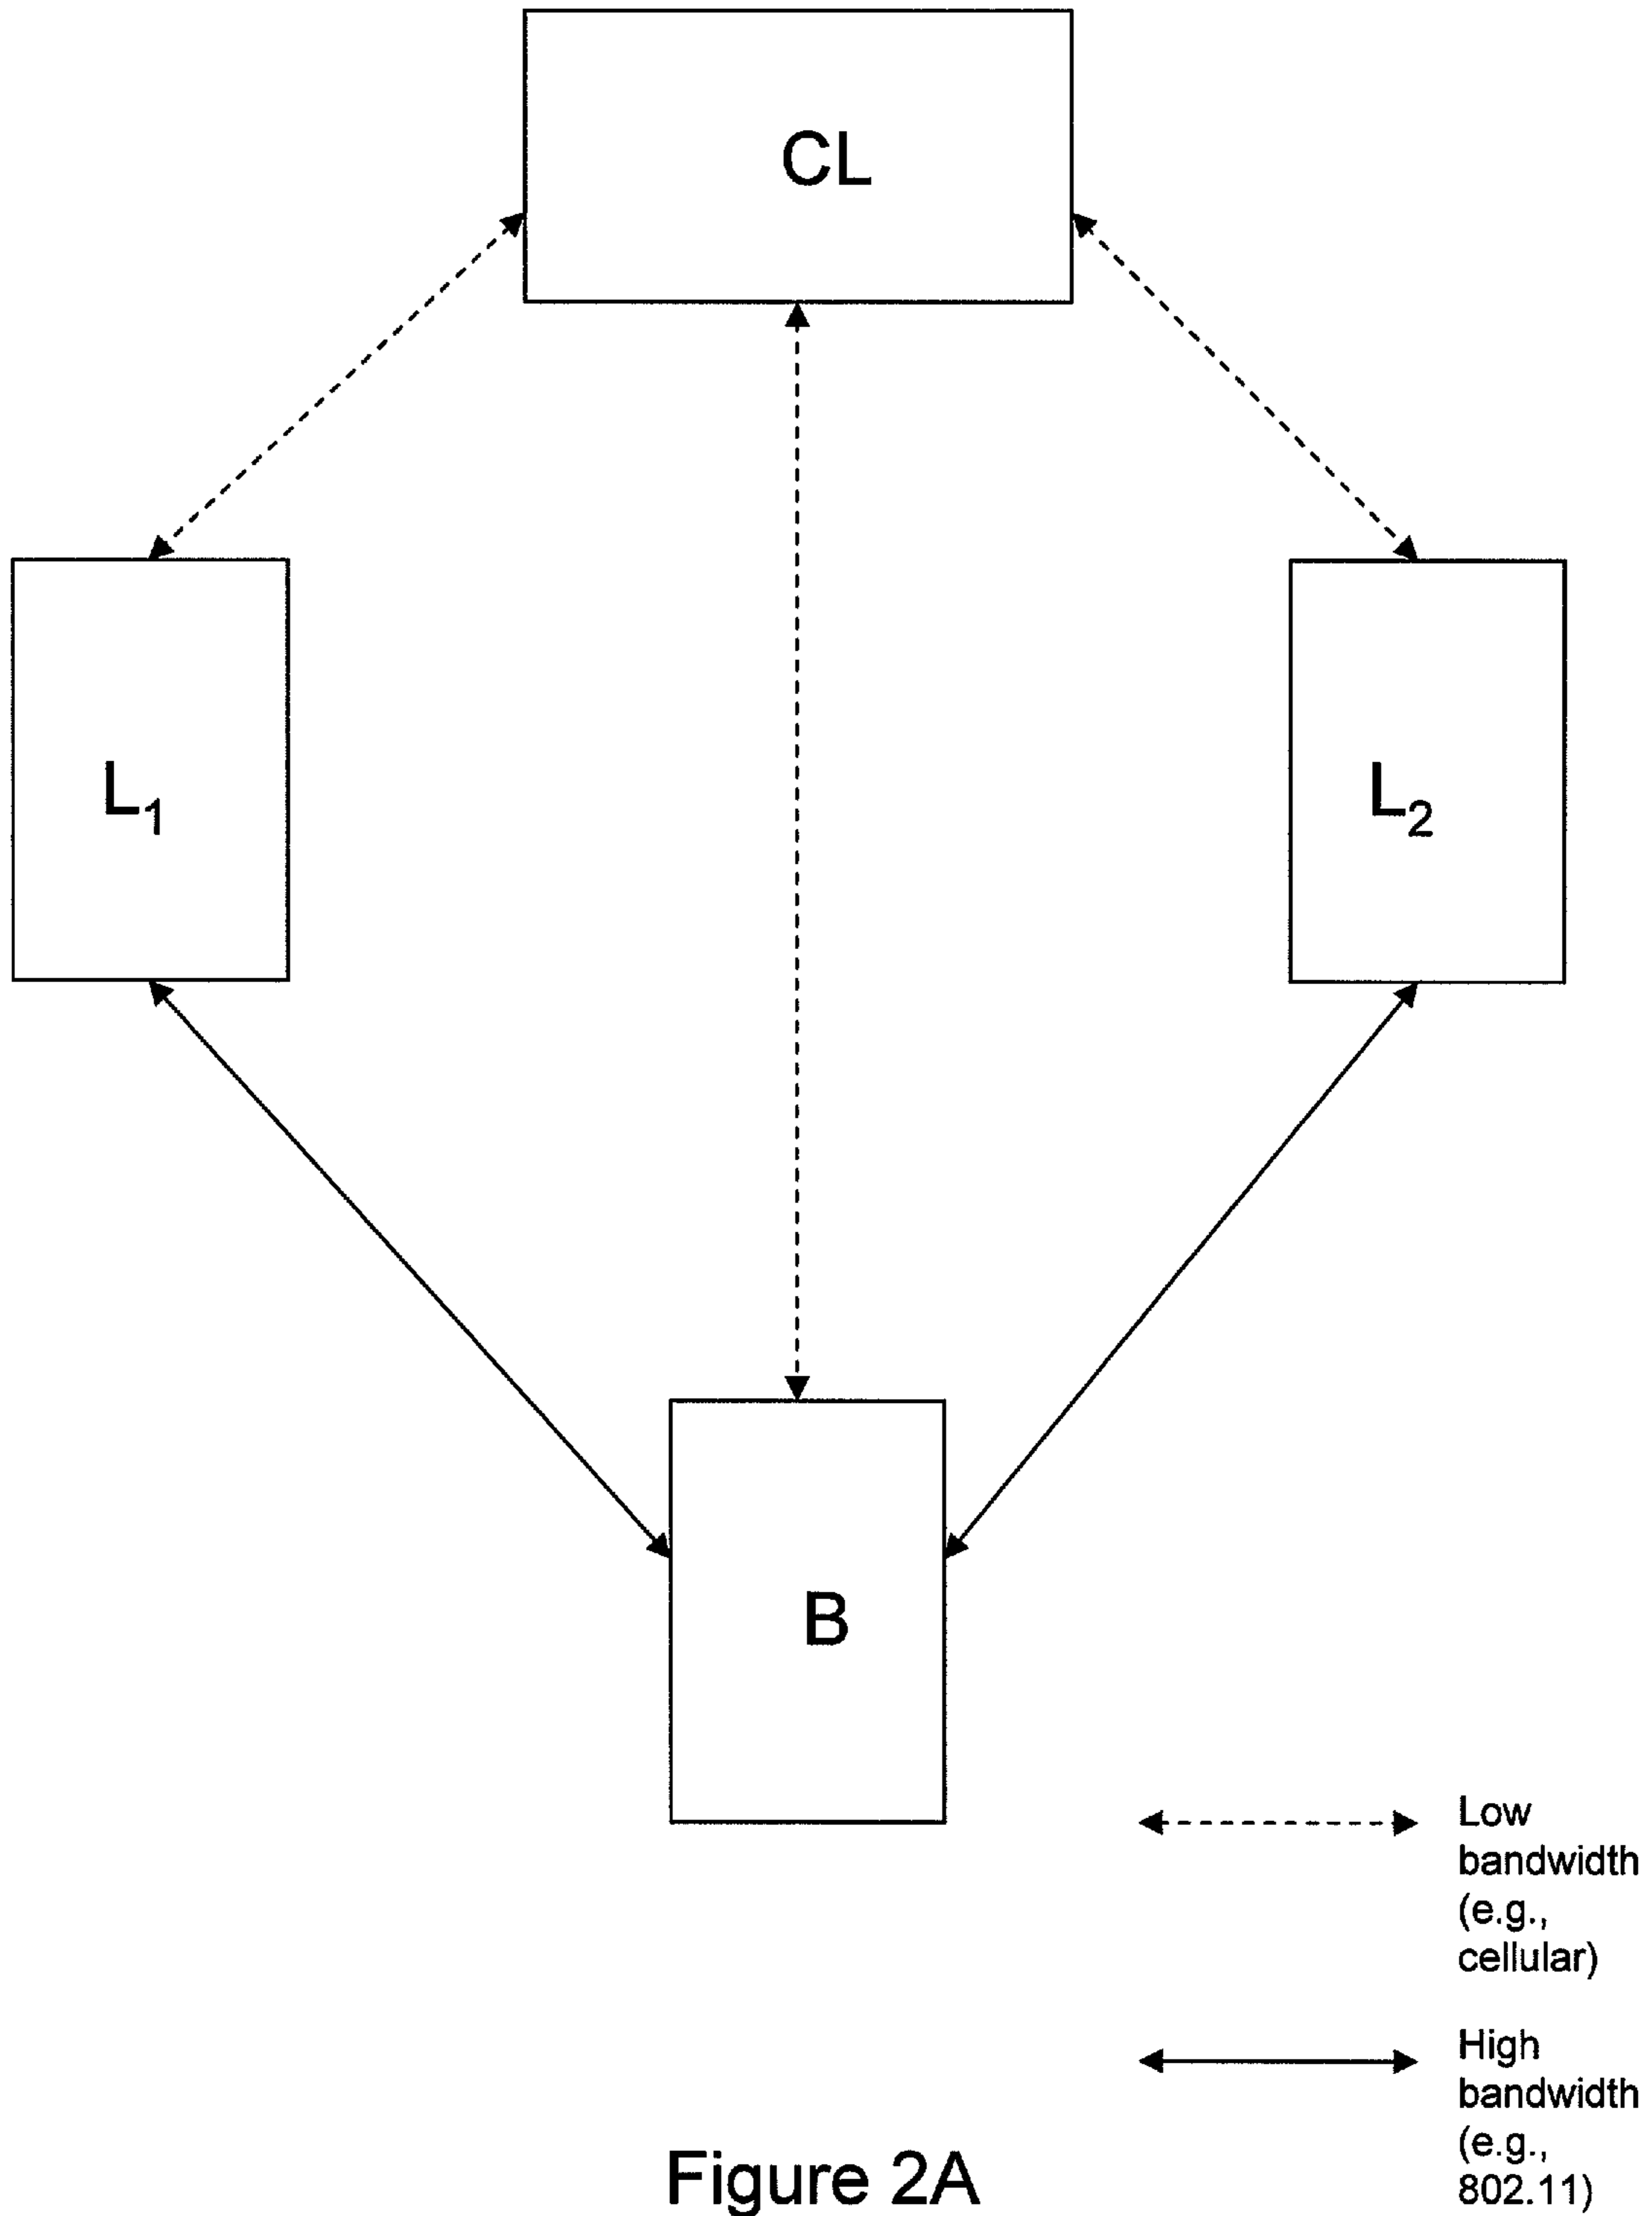 CL
L₁
L₂
B
Low
bandwidth
(e.g.,
cellular)
High
bandwidth
(e.g.,
802.11)
Figure 2A